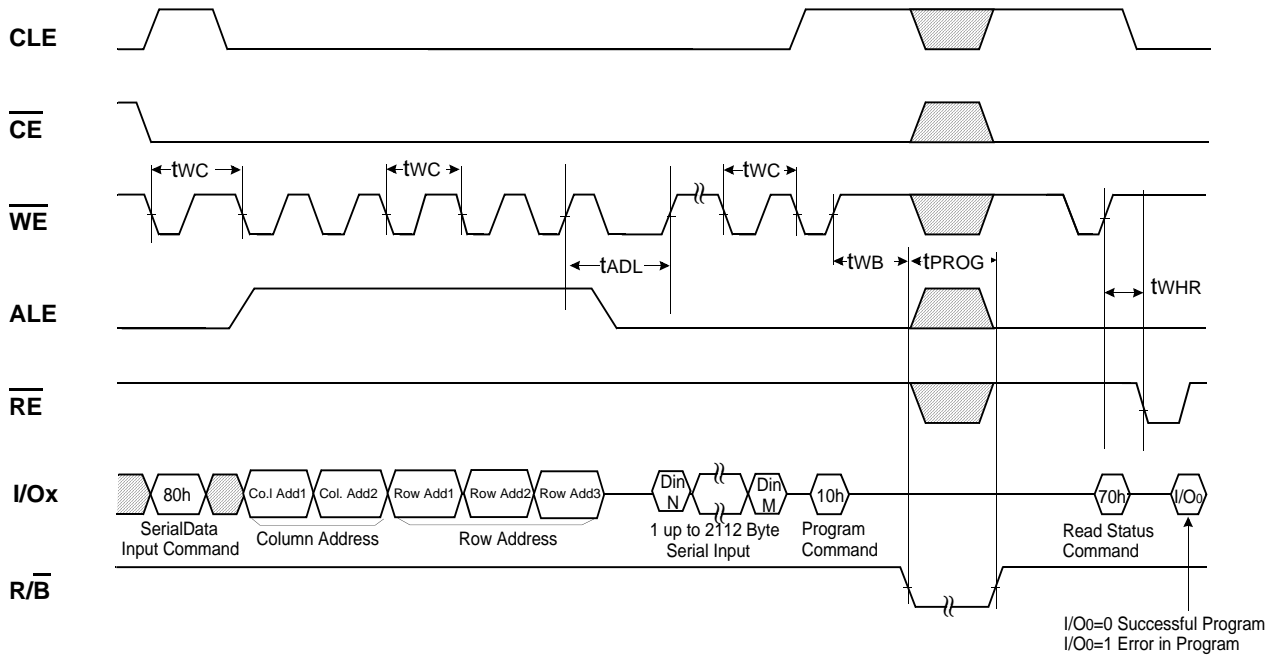 CLE
CE
tWC
tWC
tWC
WE
tADL
tWB
tPROG
tWHR
ALE
RE
I/Ox
80h
Co.l Add1
Col. Add2
Row Add1
Row Add2
Row Add3
Din
N
Din
M
10h
70h
I/O0
SerialData
Input Command
Column Address
Row Address
1 up to 2112 Byte
Serial Input
Program
Command
Read Status
Command
R/B
I/O0=0 Successful Program
I/O0=1 Error in Program